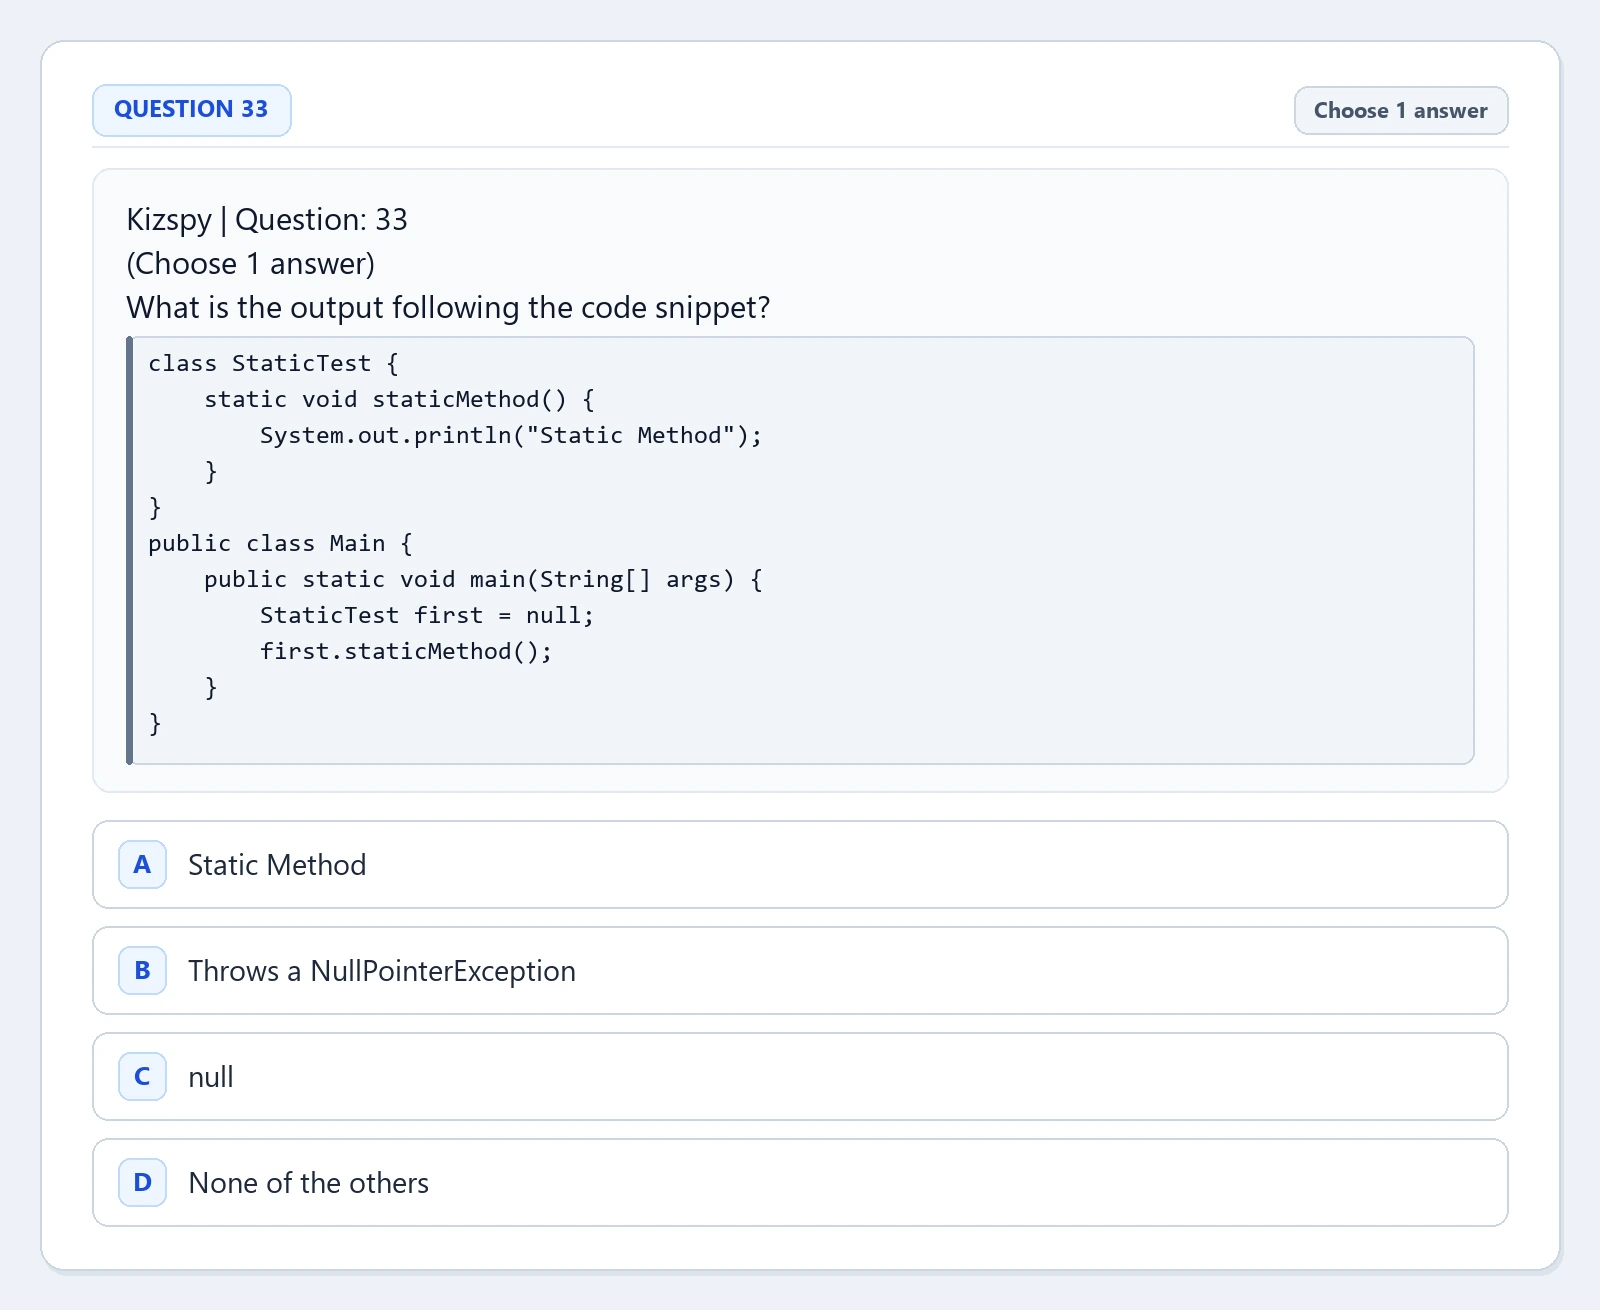 QUESTION 33
Choose 1 answer
Kizspy | Question: 33
(Choose 1 answer)
What is the output following the code snippet?
class StaticTest {
    static void staticMethod() {
        System.out.println("Static Method");
    }
}
public class Main {
    public static void main(String[] args) {
        StaticTest first = null;
        first.staticMethod();
    }
}
A Static Method
B Throws a NullPointerException
C null
D None of the others